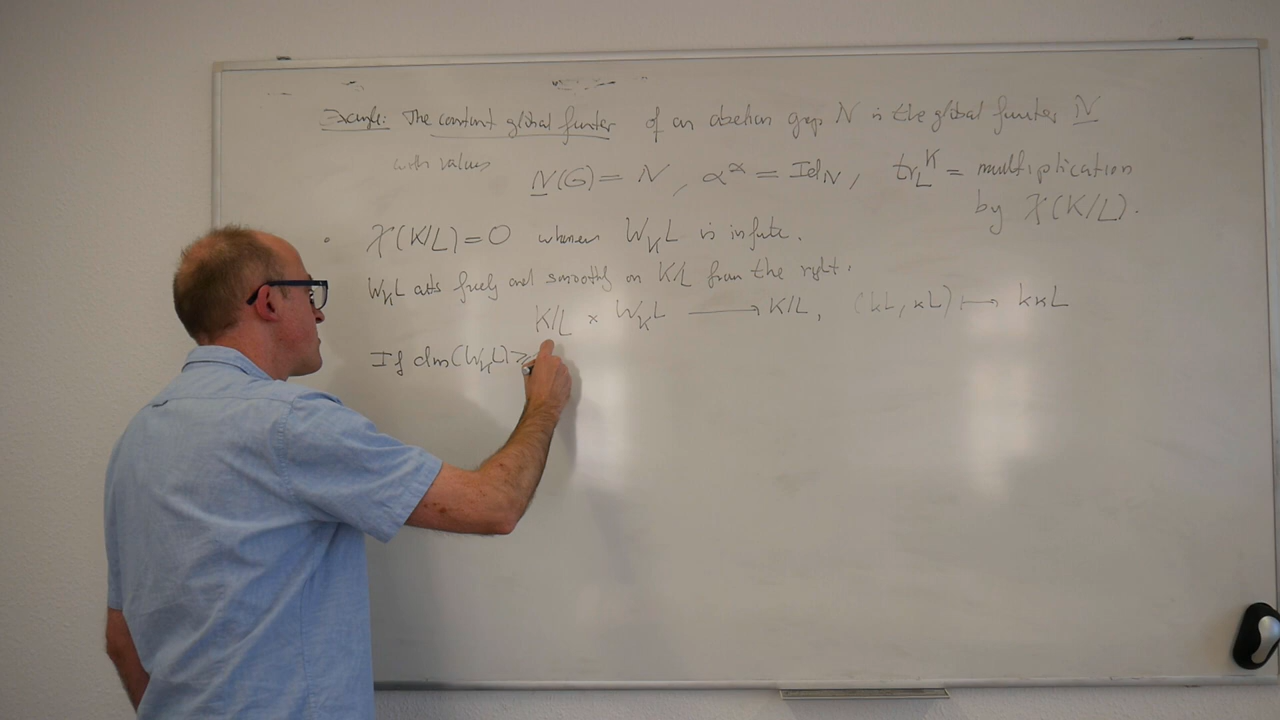 Example: The constant global functor of an abelian group N is the global functor N
with values N(G) = N, α* = Id_N, tr_L^K = multiplication
by χ(K/L).
• χ(K/L) = 0 whenever W_K L is infinite.
W_K L acts freely and smoothly on K/L from the right.
K/L × W_K L ⟶ K/L, (kL, xL) ⟼ kxL
If dim(W_K L) ≥